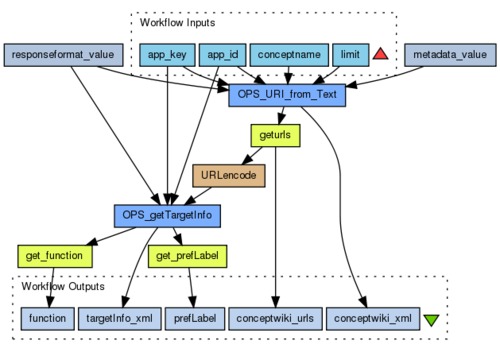 Workflow Inputs
responseformat_value
app_key
app_id
conceptname
limit
metadata_value
OPS_URI_from_Text
geturls
URLencode
OPS_getTargetInfo
get_function
get_prefLabel
Workflow Outputs
function
targetInfo_xml
prefLabel
conceptwiki_urls
conceptwiki_xml